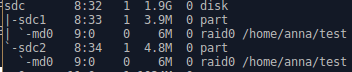 sdc 8:32 1 1.9G 0 disk
|-sdc1 8:33 1 3.9M 0 part
| `-md0 9:0 0 6M 0 raid0 /home/anna/test
`-sdc2 8:34 1 4.8M 0 part
`-md0 9:0 0 6M 0 raid0 /home/anna/test